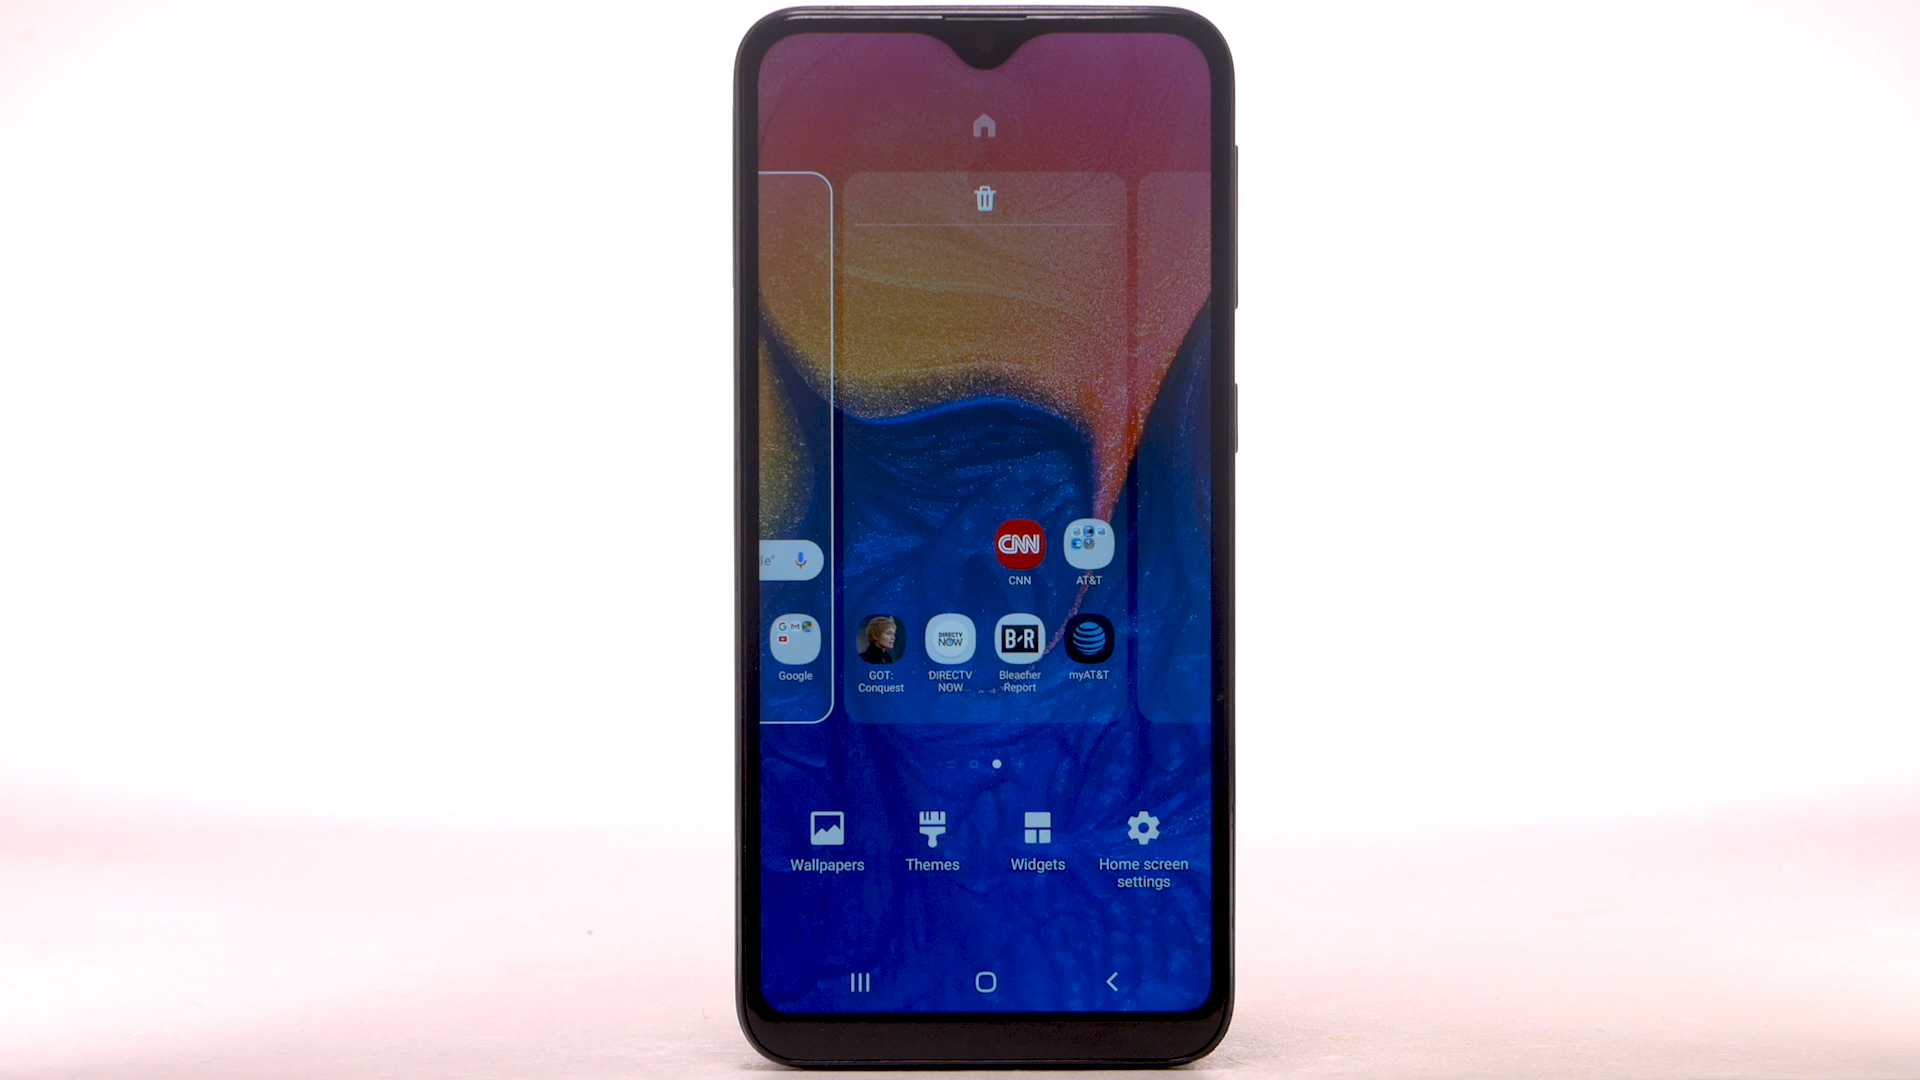 CNN
CNN
AT&T
le"
G M
Google
GOT:
Conquest
DIRECTV
NOW
DIRECTV
NOW
B·R
Bleacher
Report
myAT&T
Wallpapers
Themes
Widgets
Home screen
settings